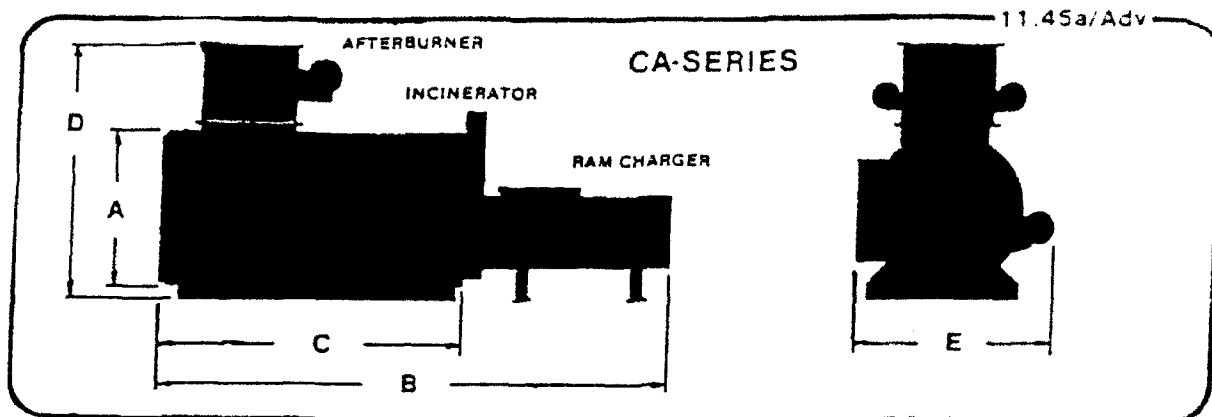 11.45a/Adv
AFTERBURNER
CA-SERIES
INCINERATOR
D
RAM CHARGER
A
C
E
B